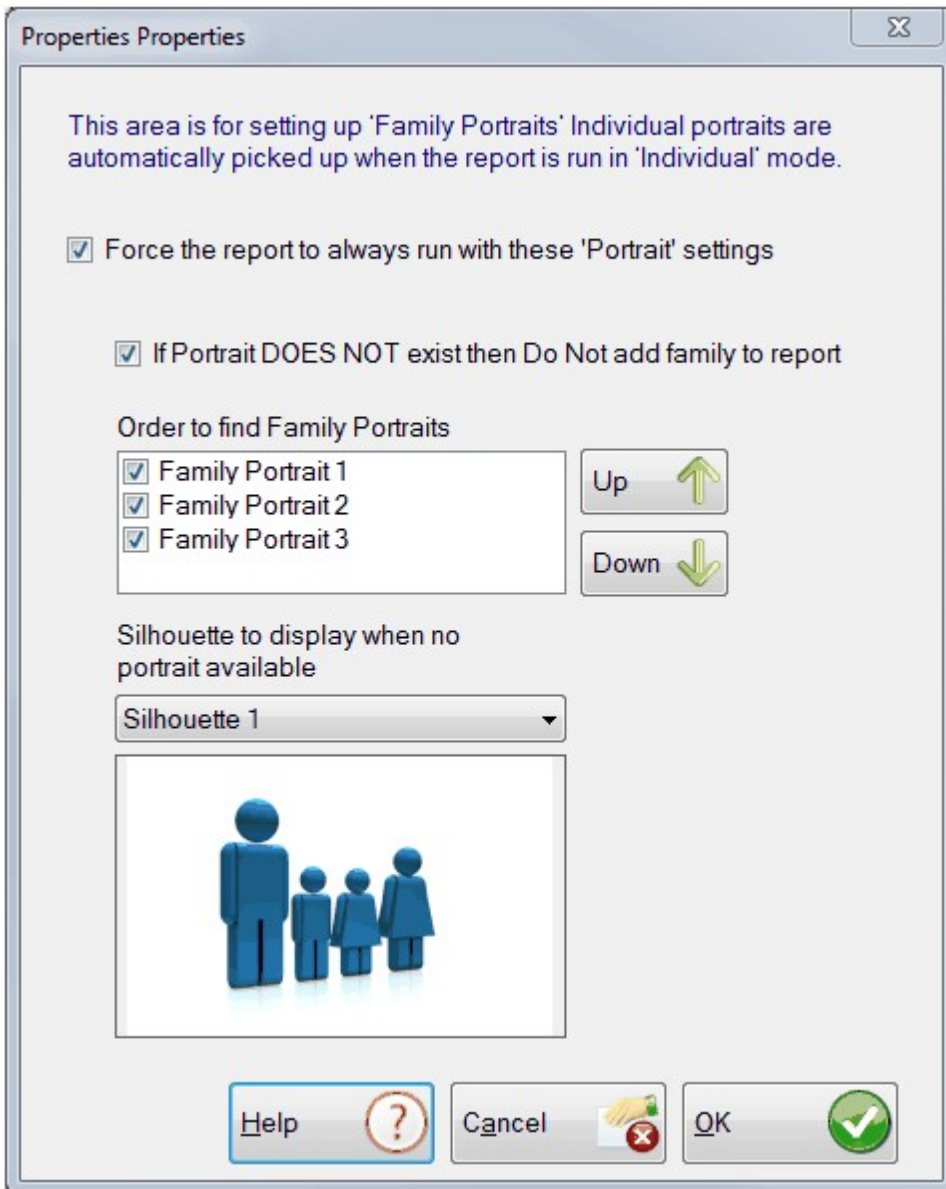 Properties Properties
This area is for setting up 'Family Portraits' Individual portraits are
automatically picked up when the report is run in 'Individual' mode.
Force the report to always run with these 'Portrait' settings
If Portrait DOES NOT exist then Do Not add family to report
Order to find Family Portraits
Family Portrait 1
Family Portrait 2
Family Portrait 3
Up
Down
Silhouette to display when no
portrait available
Silhouette 1
Help
?
Cancel
OK